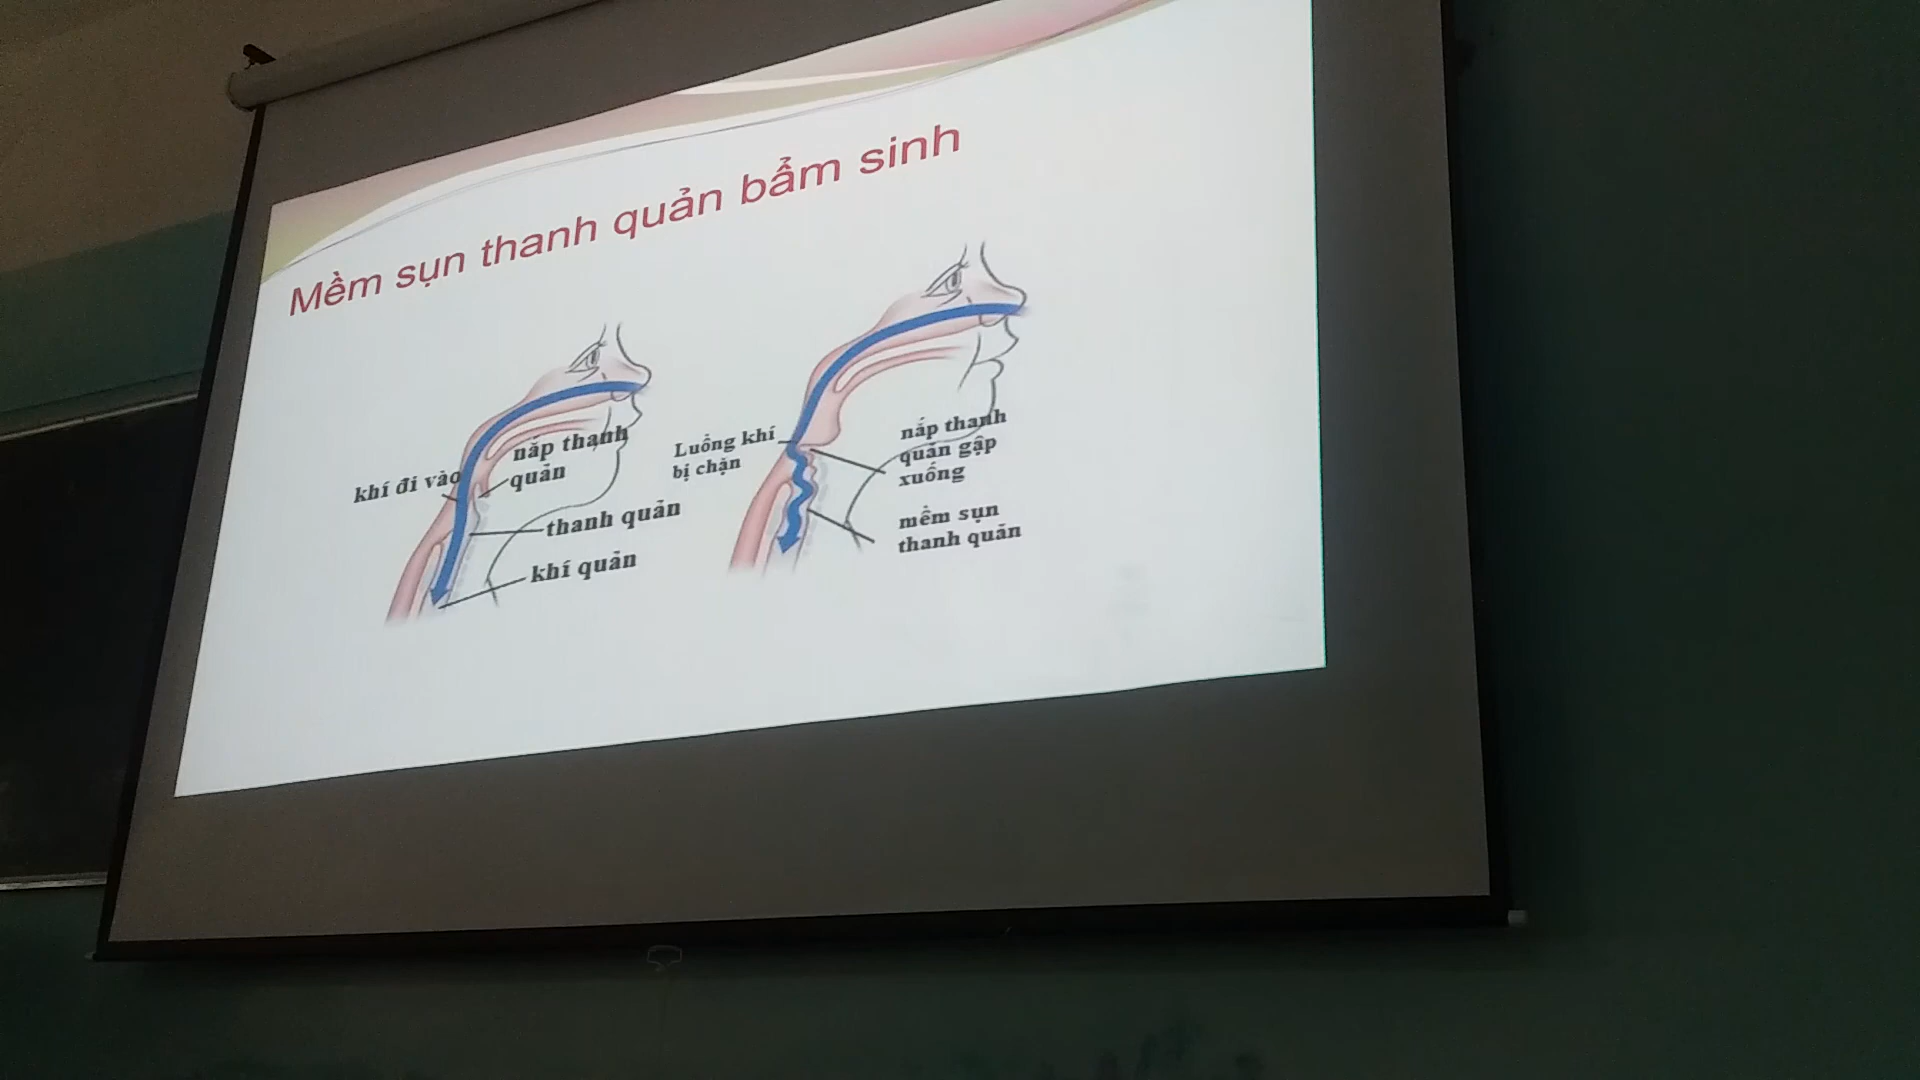 Mềm sụn thanh quản bẩm sinh
khí đi vào
nắp thanh
quản
thanh quản
khí quản
Luồng khí
bị chặn
nắp thanh
quản gập
xuống
mềm sụn
thanh quản